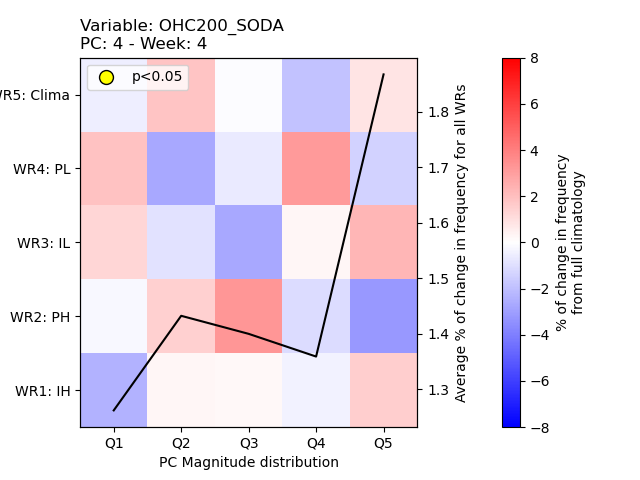 Variable: OHC200_SODA
PC: 4 - Week: 4
p<0.05
WR5: Clima
WR4: PL
WR3: IL
WR2: PH
WR1: IH
Q1 Q2 Q3 Q4 Q5
PC Magnitude distribution
1.8
1.7
1.6
1.5
1.4
1.3
Average % of change in frequency for all WRs
8
6
4
2
0
−2
−4
−6
−8
% of change in frequency
from full climatology